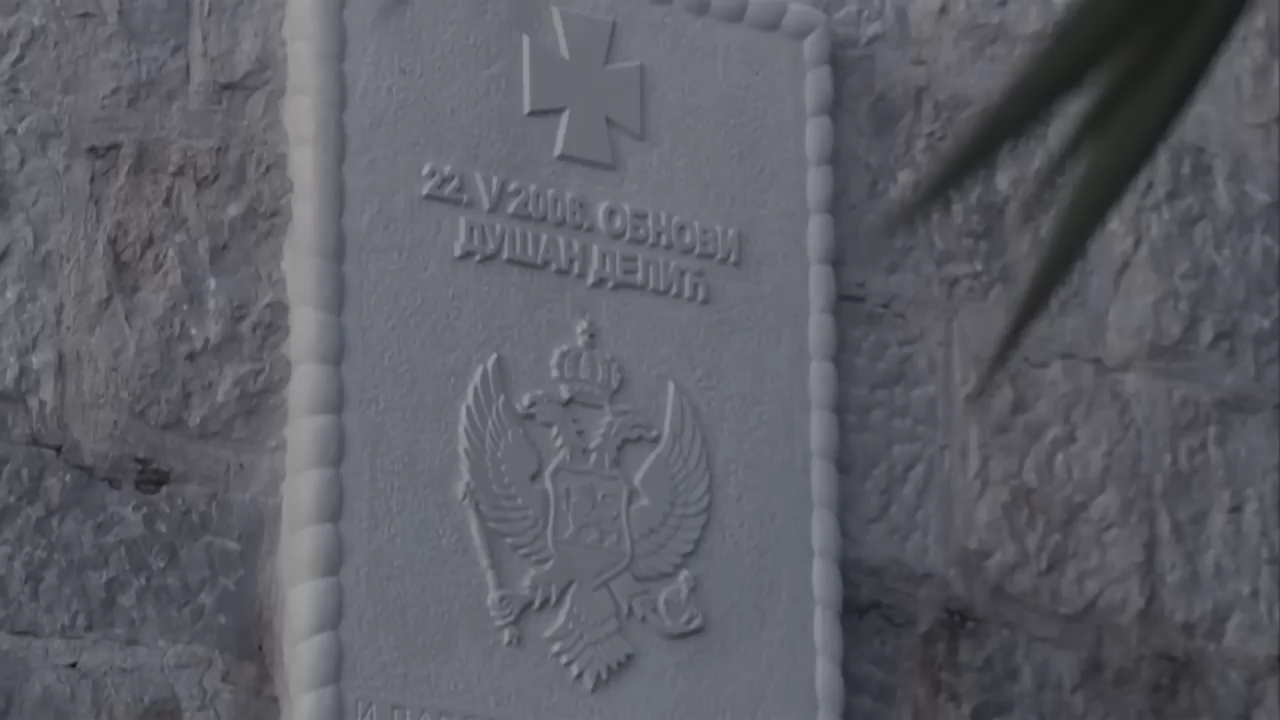 22. V 2006. ОБНОВИ
ДУШАН ДЕЛИЋ
И